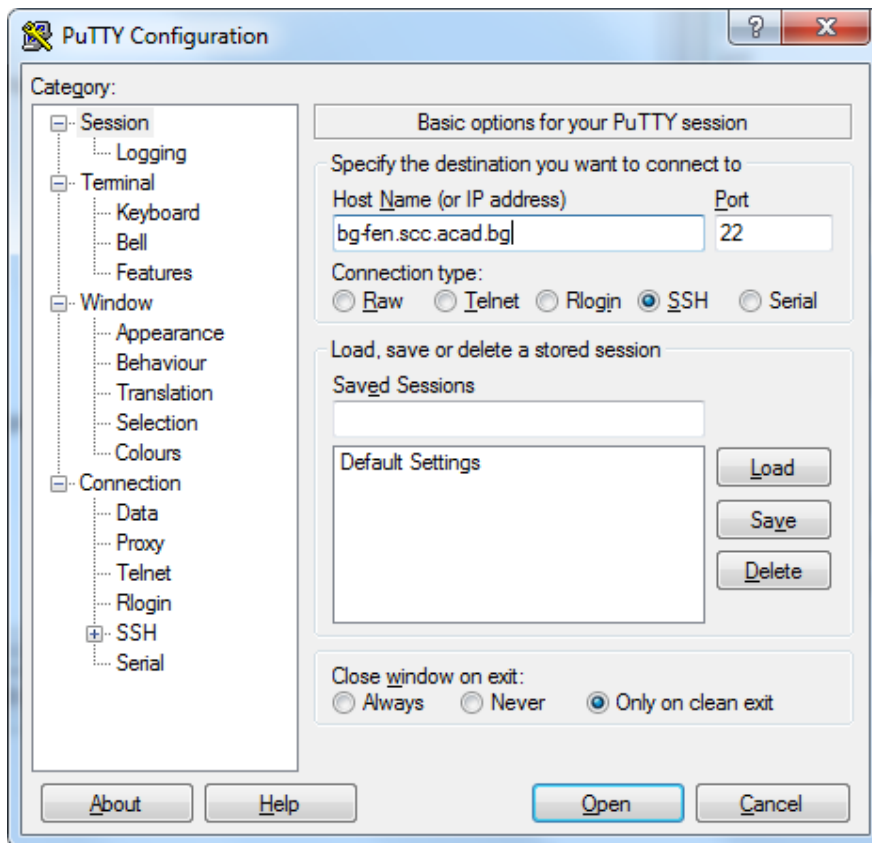 PuTTY Configuration
?
X
Category:
Session
Logging
Terminal
Keyboard
Bell
Features
Window
Appearance
Behaviour
Translation
Selection
Colours
Connection
Data
Proxy
Telnet
Rlogin
SSH
Serial
Basic options for your PuTTY session
Specify the destination you want to connect to
Host Name (or IP address) Port
bg-fen.scc.acad.bg 22
Connection type:
Raw Telnet Rlogin SSH Serial
Load, save or delete a stored session
Saved Sessions
Default Settings
Load
Save
Delete
Close window on exit:
Always Never Only on clean exit
About Help Open Cancel